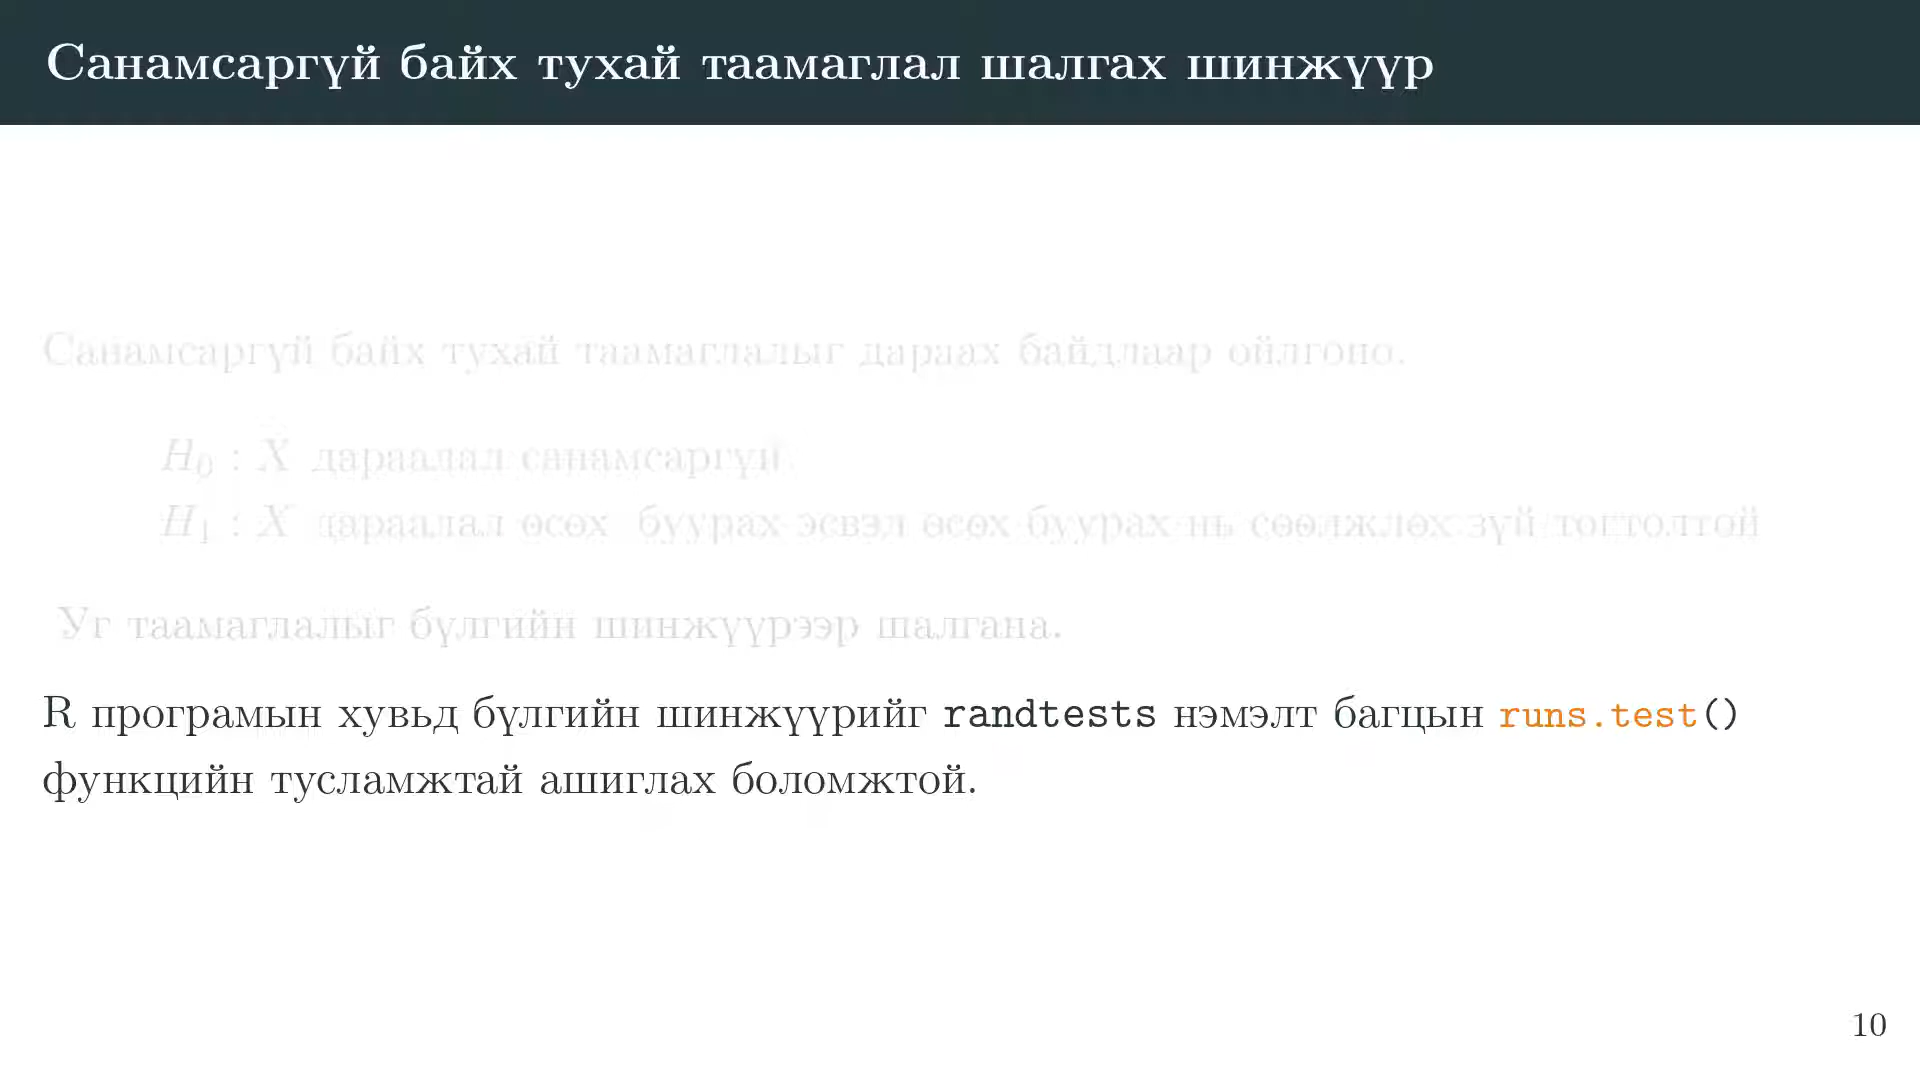 Санамсаргүй байх тухай таамаглал шалгах шинжүүр
Санамсаргүй байх тухай таамаглалыг дараах байдлаар ойлгоно.
H₀ : X дараалал санамсаргүй.
H₁ : X дараалал өсөх буурах эсвэл өсөх буурах нь сөөлжлөх зүй тогтолтой
Уг таамаглалыг бүлгийн шинжүүрээр шалгана.
R програмын хувьд бүлгийн шинжүүрийг randtests нэмэлт багцын runs.test()
функцийн тусламжтай ашиглах боломжтой.
10